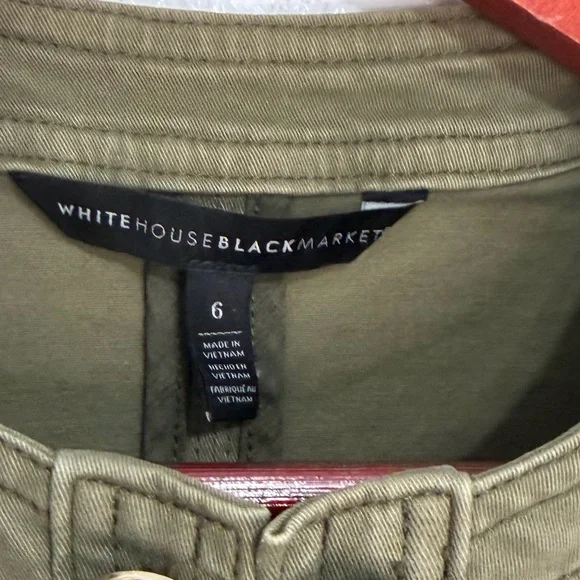 WHITEHOUSEBLACKMARKET
6
MADE IN
VIETNAM
HECHO EN
VIETNAM
FABRIQUÉ AU
VIETNAM